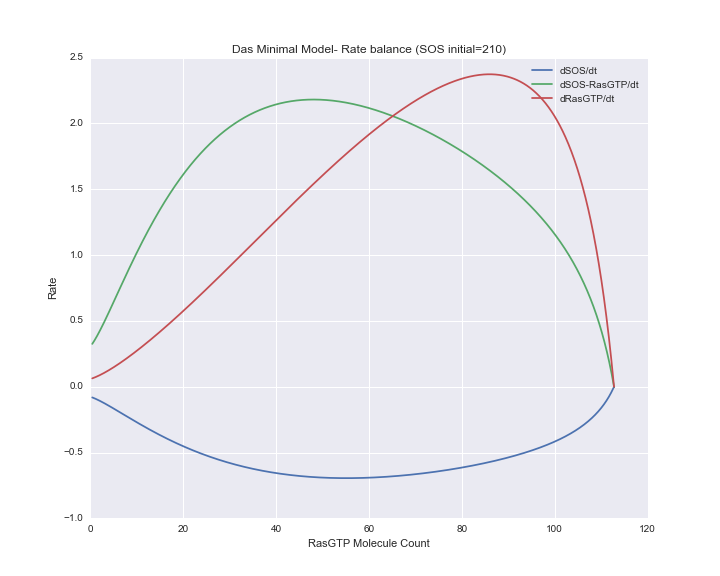 Das Minimal Model- Rate balance (SOS initial=210)
2.5
2.0
1.5
1.0
0.5
0.0
−0.5
−1.0
Rate
dSOS/dt
dSOS-RasGTP/dt
dRasGTP/dt
0 20 40 60 80 100 120
RasGTP Molecule Count